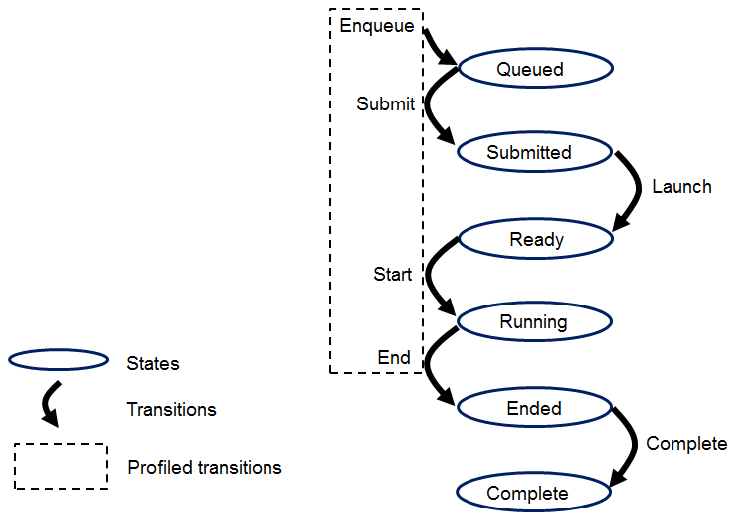 Enqueue
Queued
Submit
Submitted
Launch
Ready
Start
Running
End
States
Transitions
Ended
Complete
Profiled transitions
Complete